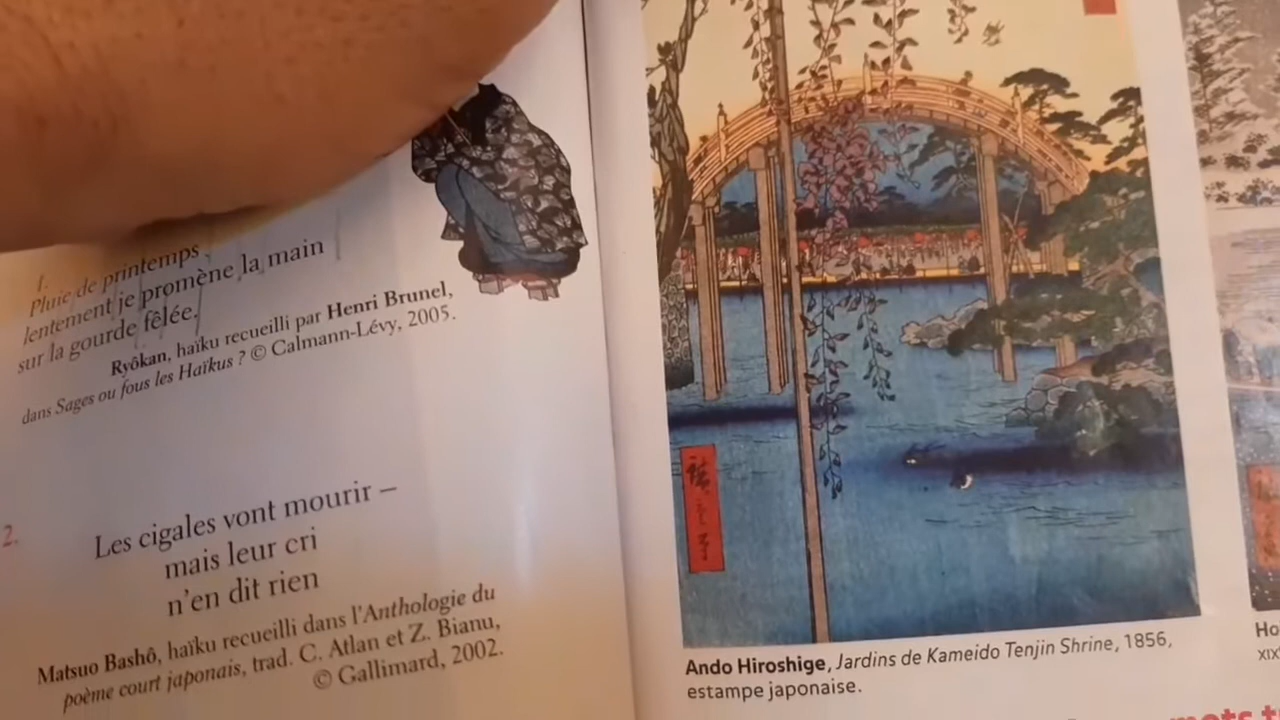 1.
Pluie de printemps
lentement je promène la main
sur la gourde fêlée.
Ryôkan, haïku recueilli par Henri Brunel,
dans Sages ou fous les Haïkus ? © Calmann-Lévy, 2005.
2.
Les cigales vont mourir –
mais leur cri
n'en dit rien
Matsuo Bashô, haïku recueilli dans l'Anthologie du
poème court japonais, trad. C. Atlan et Z. Bianu,
© Gallimard, 2002.
Ando Hiroshige, Jardins de Kameido Tenjin Shrine, 1856,
estampe japonaise.
Ho
XIX